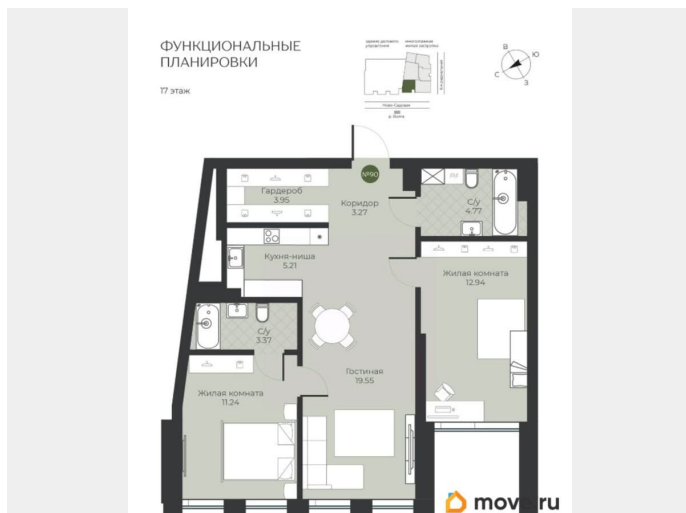 ФУНКЦИОНАЛЬНЫЕ
ПЛАНИРОВКИ
17 этаж
В
Ю
С
З
№90
Гардероб
3.95
Коридор
3.27
С/у
4.77
Кухня-ниша
5.21
Жилая комната
12.94
С/у
3.37
Гостиная
19.55
Жилая комната
11.24
move.ru